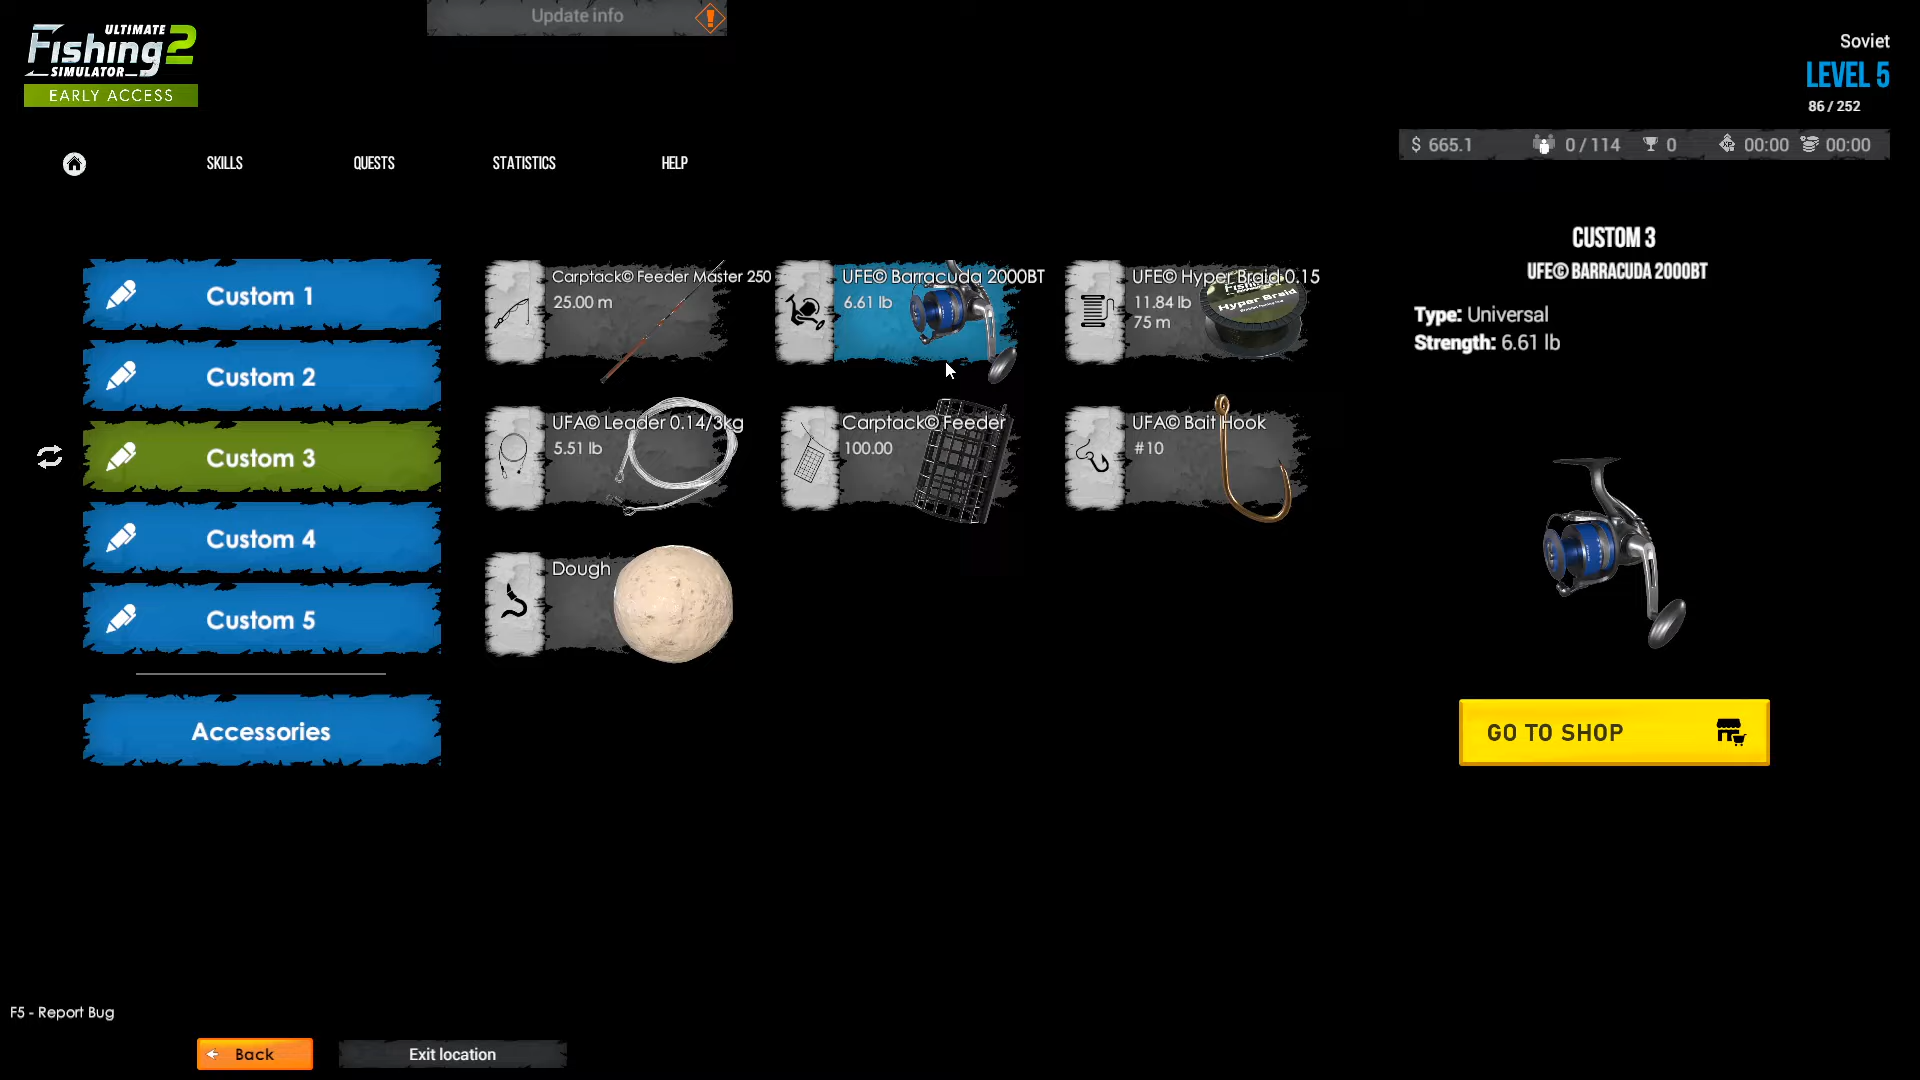 Update info
ULTIMATE
Fishing 2
SIMULATOR
EARLY ACCESS
Soviet
LEVEL 5
86 / 252
$ 665.1 0 / 114 0 XP 00:00 00:00
SKILLS QUESTS STATISTICS HELP
Custom 1
Custom 2
Custom 3
Custom 4
Custom 5
Accessories
Carptack© Feeder Master 250
25.00 m
UFE© Barracuda 2000BT
6.61 lb
UFE© Hyper Braid 0.15
11.84 lb
75 m
Fishing
Hyper Braid
UFA© Leader 0.14/3kg
5.51 lb
Carptack© Feeder
100.00
UFA© Bait Hook
#10
Dough
CUSTOM 3
UFE© BARRACUDA 2000BT
Type: Universal
Strength: 6.61 lb
GO TO SHOP
F5 - Report Bug
Back
Exit location